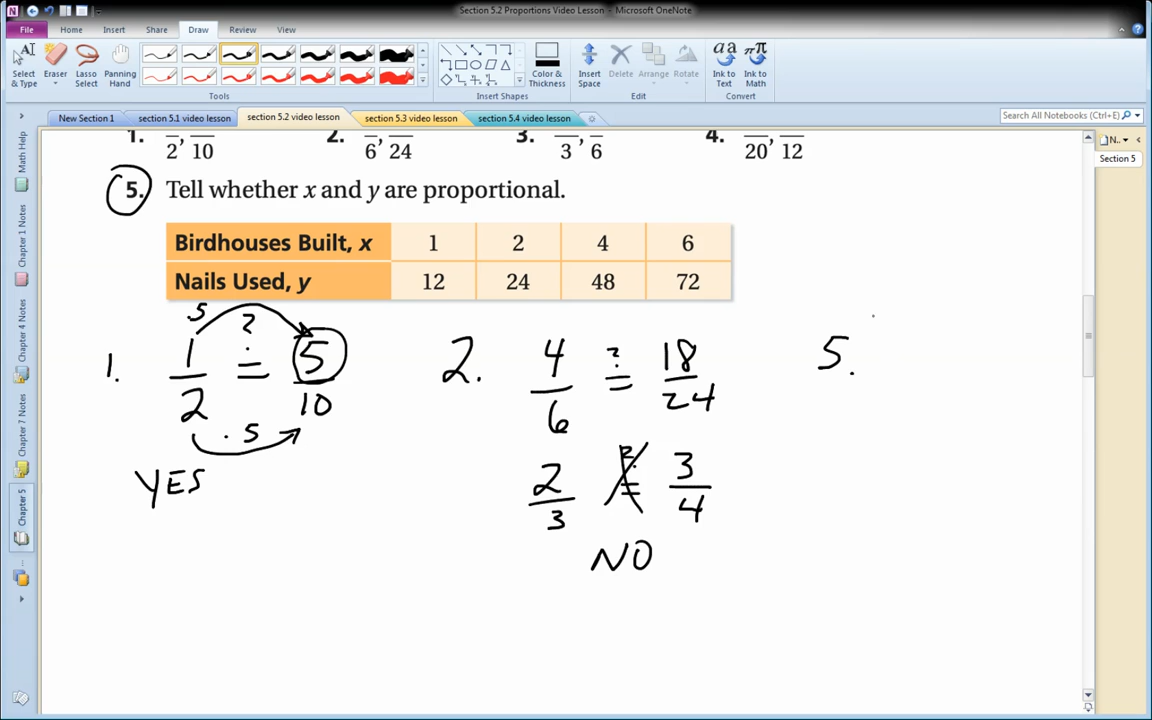 Section 5.2 Proportions Video Lesson - Microsoft OneNote
File Home Insert Share Draw Review View
Select & Type Eraser Lasso Select Panning Hand Color & Thickness Insert Space Delete Arrange Rotate Ink to Text Ink to Math
Tools Insert Shapes Edit Convert
New Section 1 section 5.1 video lesson section 5.2 video lesson section 5.3 video lesson section 5.4 video lesson Search All Notebooks (Ctrl+E)
N..
Section 5
Math Help
Chapter 1 Notes
Chapter 4 Notes
Chapter 7 Notes
Chapter 5
1. 2, 10 2. 6, 24 3. 3, 6 4. 20, 12
5. Tell whether x and y are proportional.
Birdhouses Built, x 1 2 4 6
Nails Used, y 12 24 48 72
·5
1. 1/2 ?= 5/10
· 5
YES
2. 4/6 ?= 18/24
2/3 ?= 3/4
NO
5.